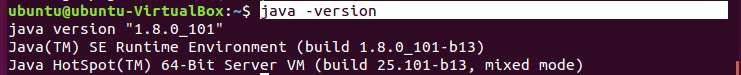 ubuntu@ubuntu-VirtualBox:~$ java -version
java version "1.8.0_101"
Java(TM) SE Runtime Environment (build 1.8.0_101-b13)
Java HotSpot(TM) 64-Bit Server VM (build 25.101-b13, mixed mode)